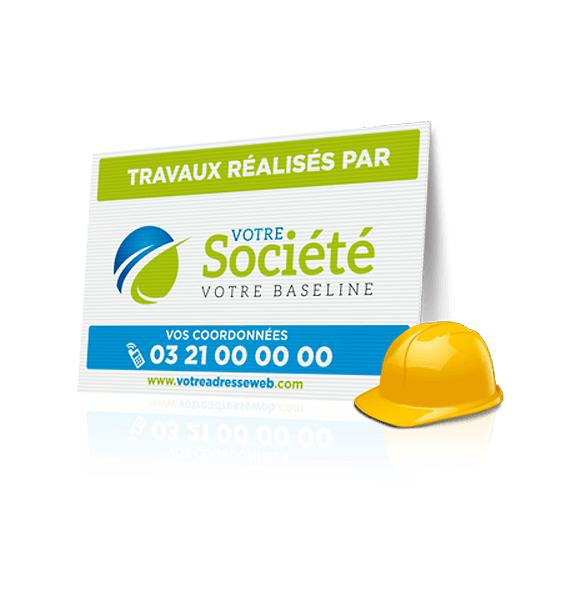 TRAVAUX RÉALISÉS PAR
VOTRE
Société
VOTRE BASELINE
VOS COORDONNÉES
03 21 00 00 00
www.votreadresseweb.com